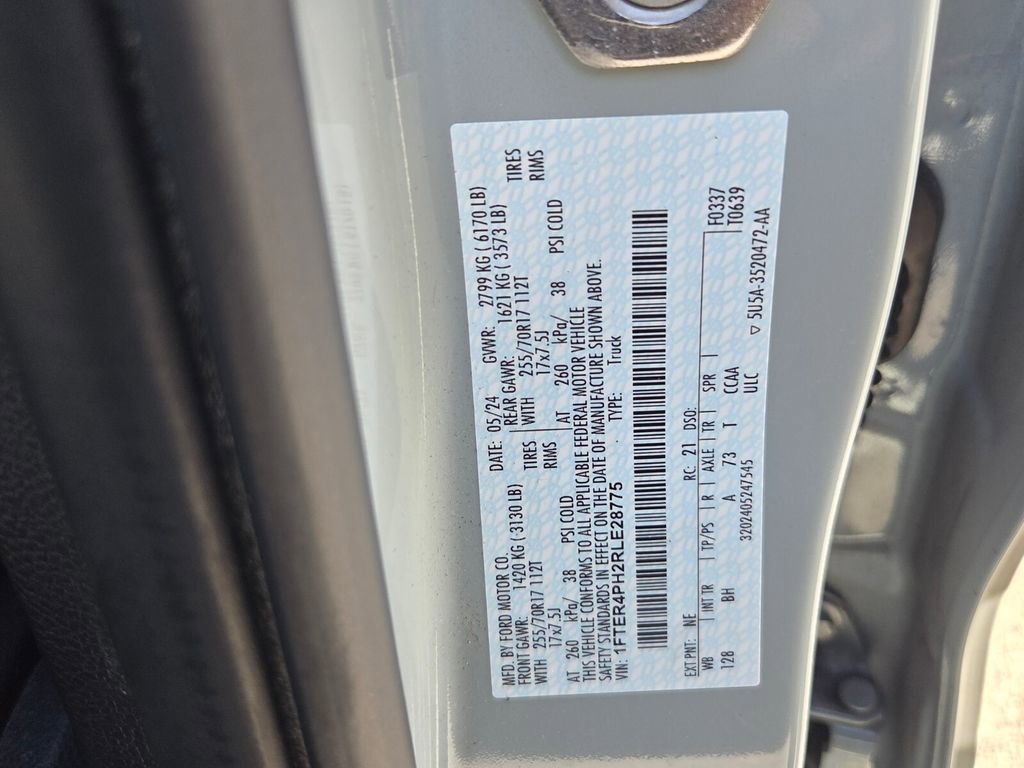 MFD. BY FORD MOTOR CO. DATE: 05/24 GVWR: 2799 KG ( 6170 LB)
FRONT GAWR: 1420 KG ( 3130 LB) REAR GAWR: 1621 KG ( 3573 LB)
WITH 255/70R17 112T TIRES WITH 255/70R17 112T TIRES
17x7.5J RIMS 17x7.5J RIMS
AT 260 kPa/ 38 PSI COLD AT 260 kPa/ 38 PSI COLD
THIS VEHICLE CONFORMS TO ALL APPLICABLE FEDERAL MOTOR VEHICLE
SAFETY STANDARDS IN EFFECT ON THE DATE OF MANUFACTURE SHOWN ABOVE.
VIN: 1FTER4PH2RLE28775 TYPE: Truck
EXT PNT: NE RC: 21 DSO: F0337
WB INT TR TP/PS R AXLE TR SPR T0639
128 BH A 73 T CCAA
3202405247545 ULC ▽ 5U5A-3520472-AA